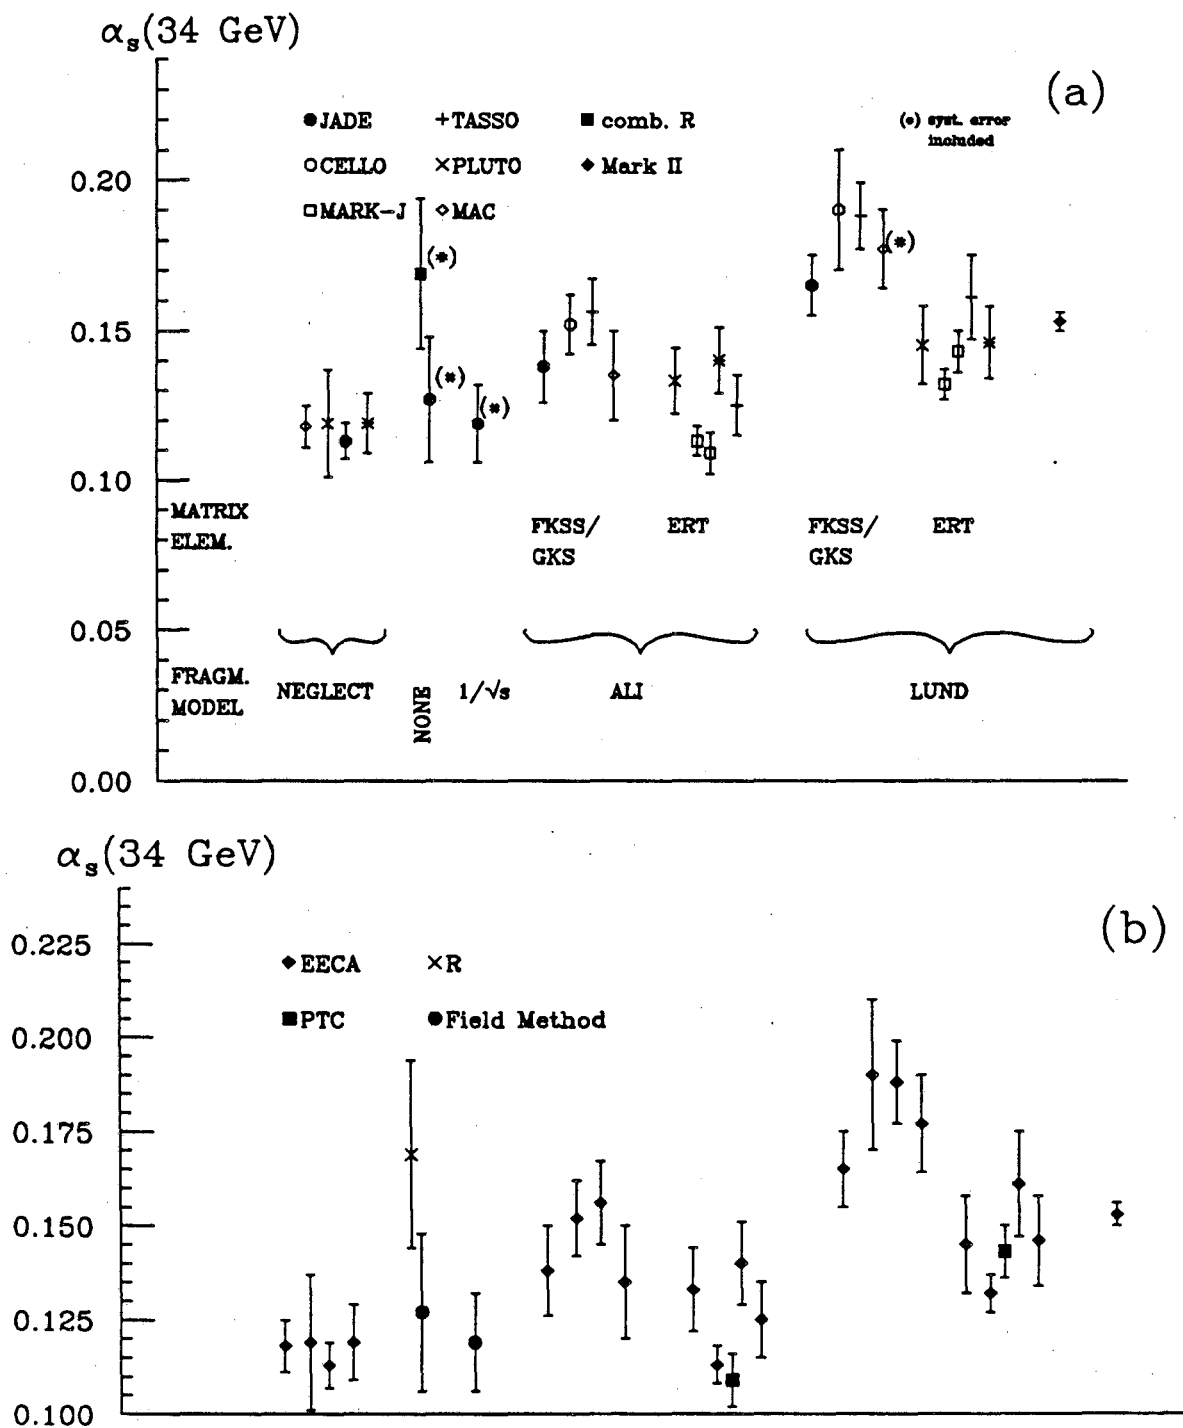 αs(34 GeV)
(a)
JADE TASSO comb. R (*) syst. error
included
CELLO PLUTO Mark II
0.20
MARK-J MAC
(*)
(*)
(*)
(*)
0.15
0.10
MATRIX FKSS/ ERT FKSS/ ERT
ELEM. GKS GKS
0.05
FRAGM. NEGLECT NONE 1/√s ALI LUND
MODEL
0.00
αs(34 GeV)
(b)
0.225
EECA R
PTC Field Method
0.200
0.175
0.150
0.125
0.100